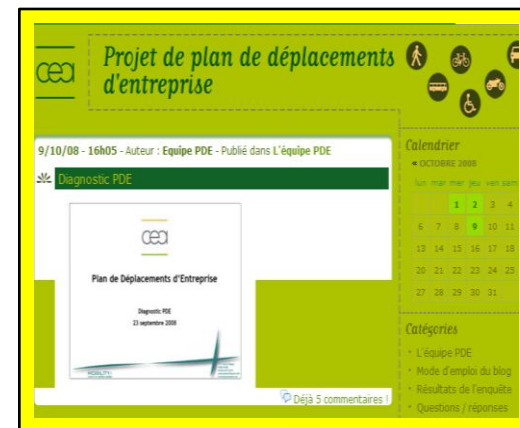 cea
Projet de plan de déplacements
d'entreprise
9/10/08 - 16h05 - Auteur : Equipe PDE - Publié dans L'équipe PDE
Diagnostic PDE
cea
Plan de Déplacements d'Entreprise
Diagnostic PDE
23 septembre 2008
MOBILITY+
Déjà 5 commentaires !
Calendrier
« OCTOBRE 2008
lun mar mer jeu ven sam
1 2 3 4
6 7 8 9 10 11
13 14 15 16 17 18
20 21 22 23 24 25
27 28 29 30 31
Catégories
L'équipe PDE
Mode d'emploi du blog
Résultats de l'enquête
Questions / réponses